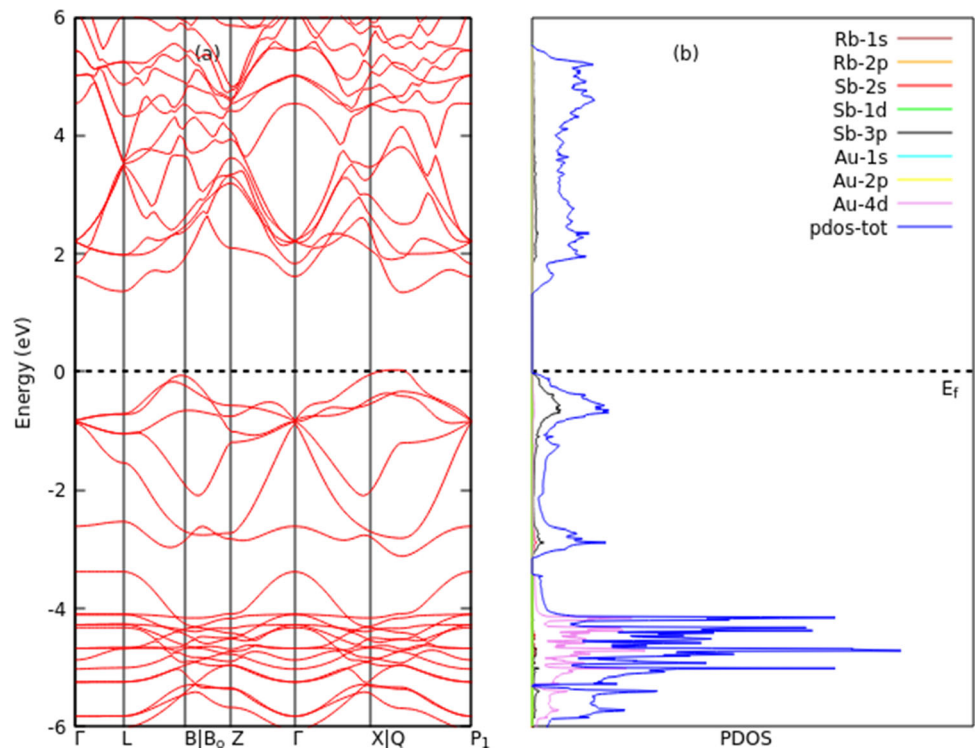 (a)
6
4
2
0
-2
-4
-6
Energy (eV)
Γ L B|B₀ Z Γ X|Q P₁
(b)
Rb-1s
Rb-2p
Sb-2s
Sb-1d
Sb-3p
Au-1s
Au-2p
Au-4d
pdos-tot
E_f
PDOS